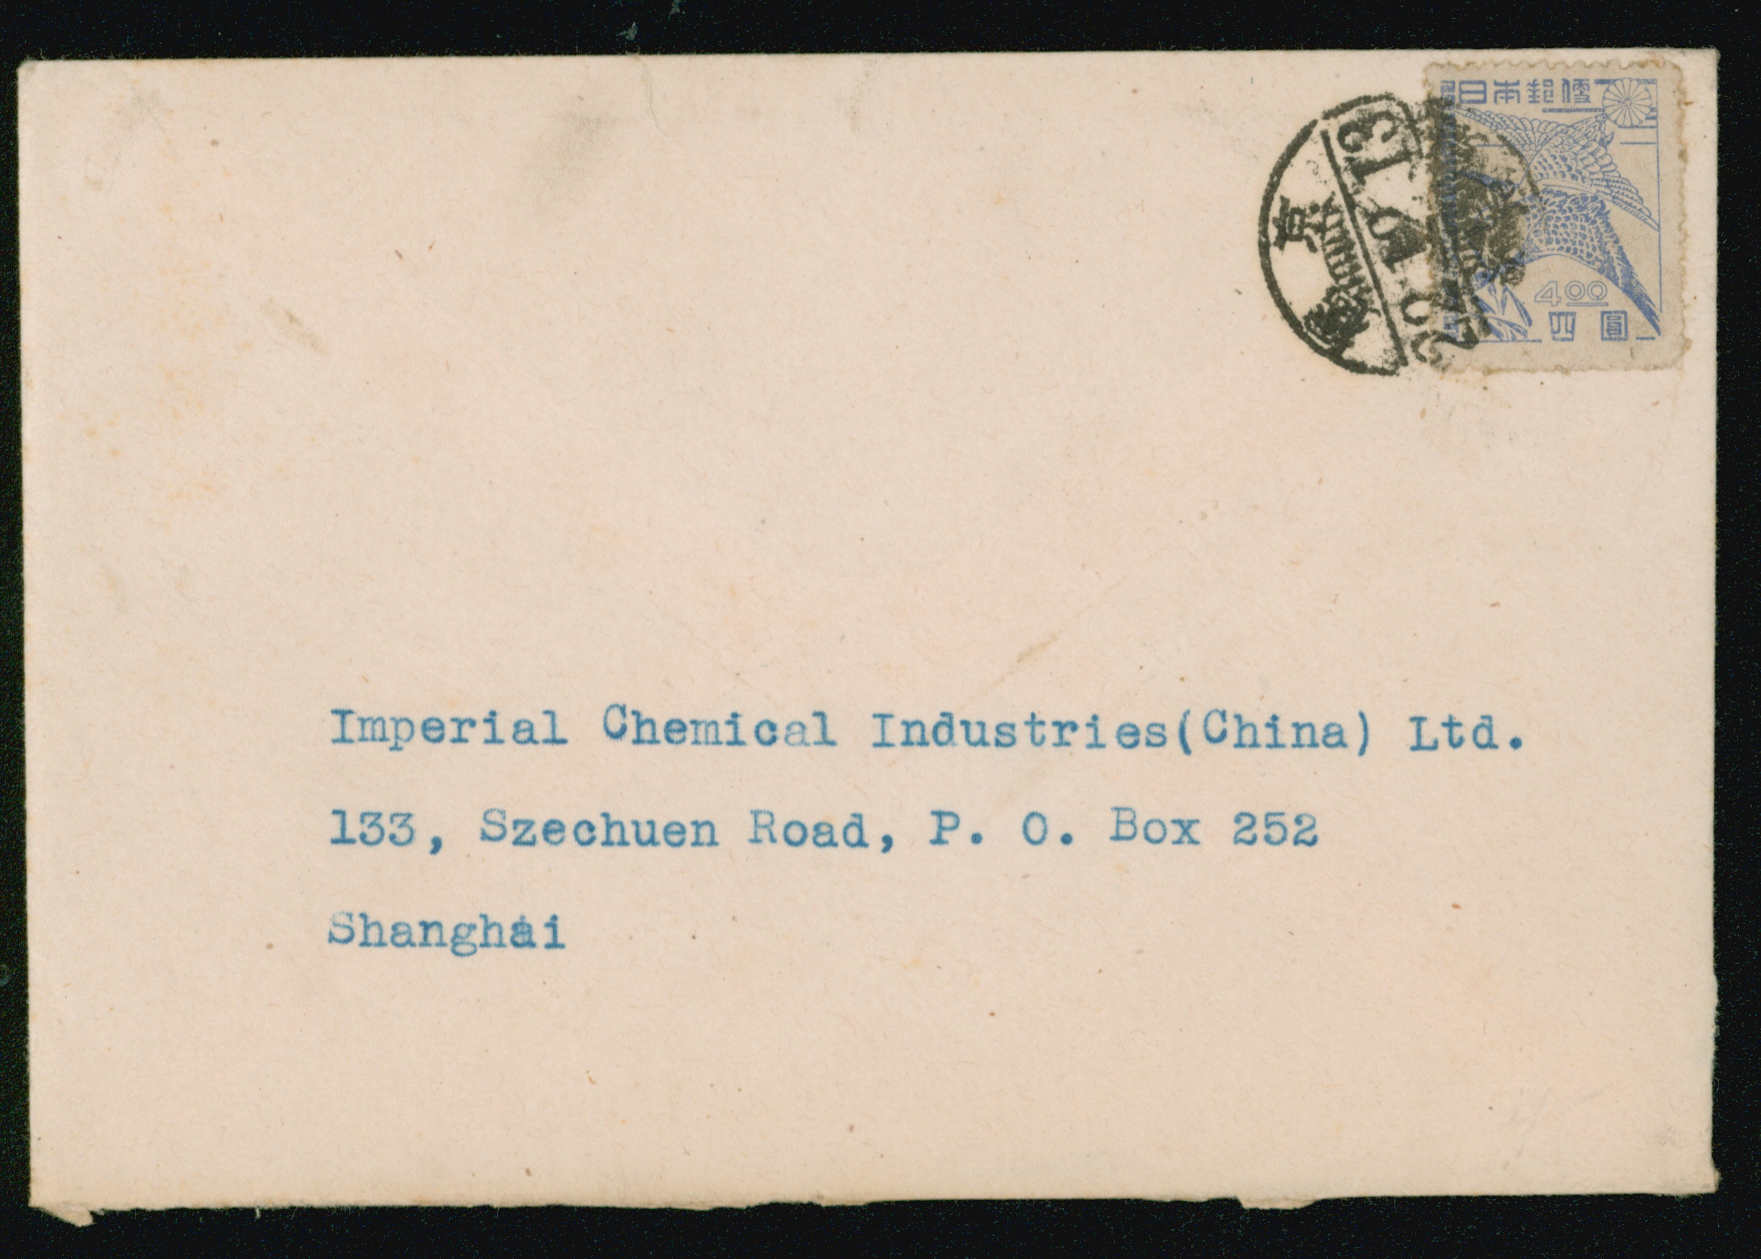 日本郵便
4.00
四圓
京
Imperial Chemical Industries(China) Ltd.
133, Szechuen Road, P. O. Box 252
Shanghai